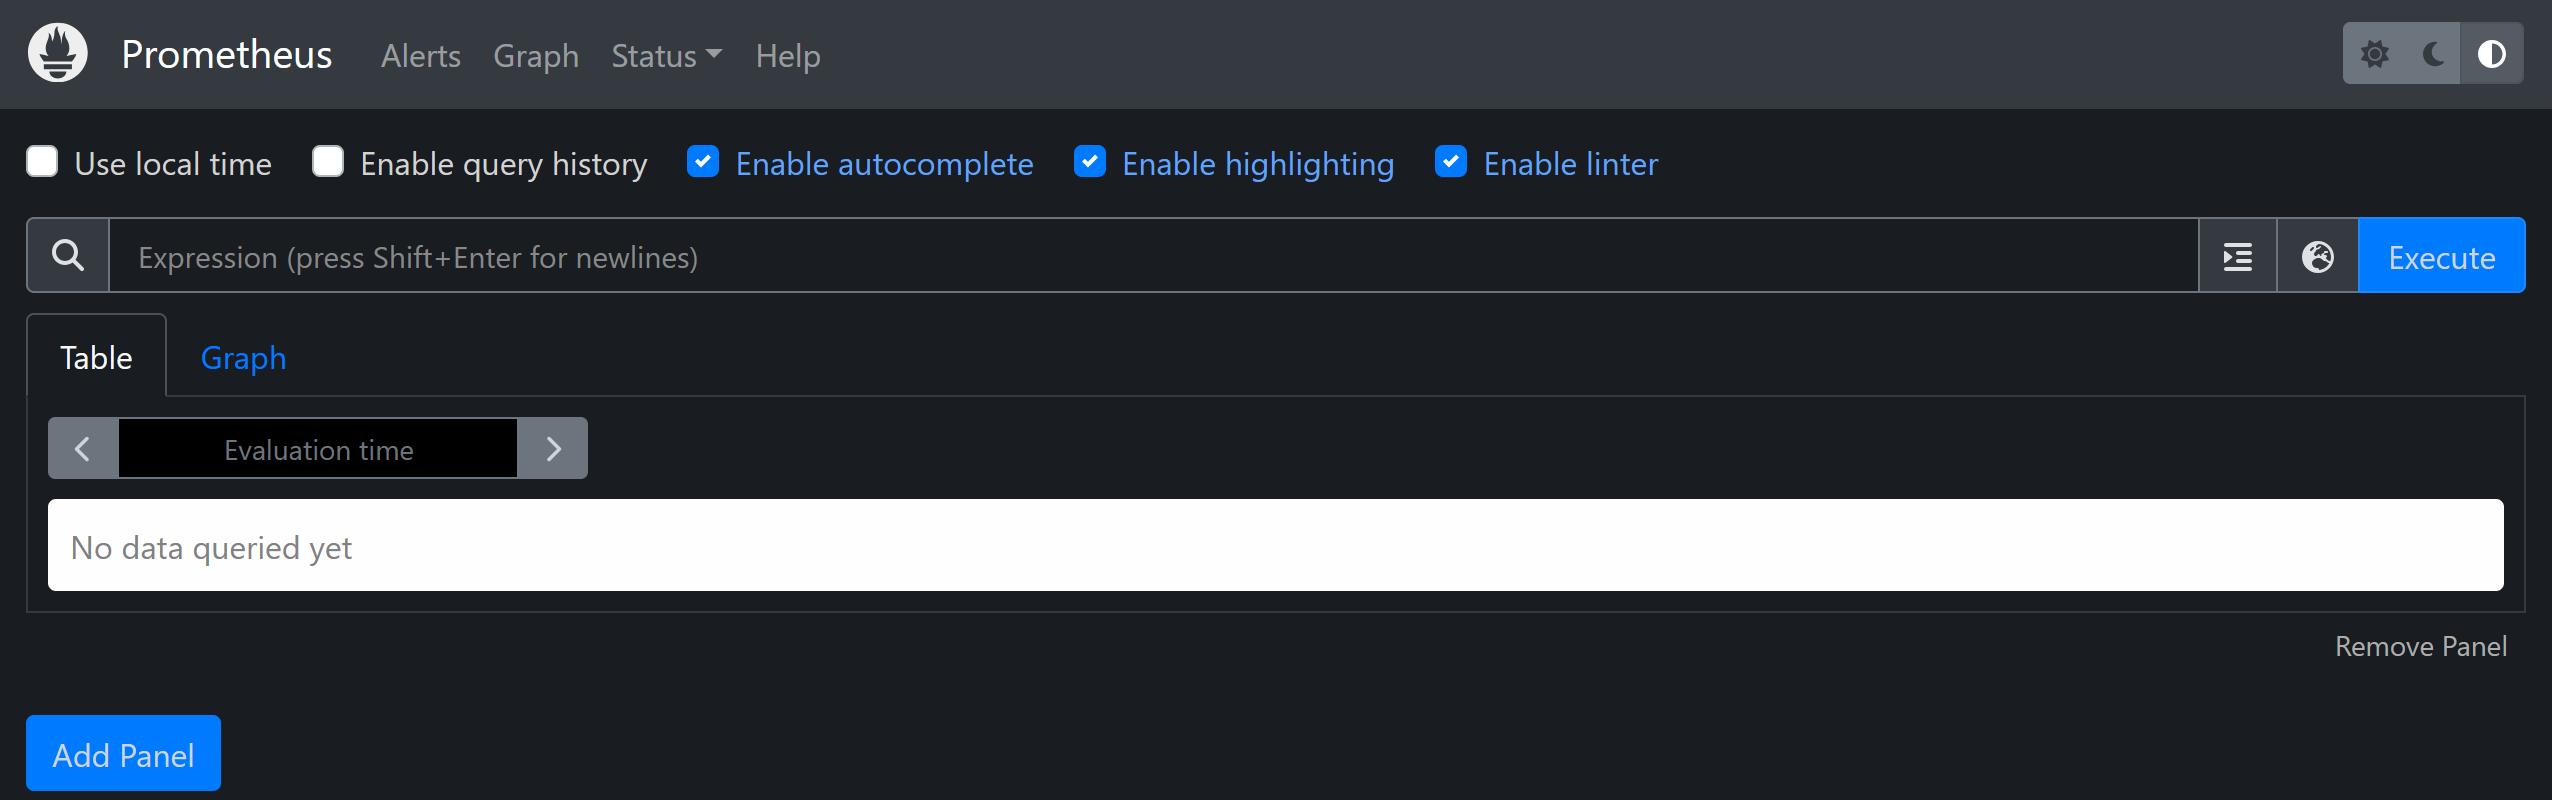 Prometheus Alerts Graph Status Help
Use local time Enable query history Enable autocomplete Enable highlighting Enable linter
Expression (press Shift+Enter for newlines) Execute
Table Graph
Evaluation time
No data queried yet
Remove Panel
Add Panel